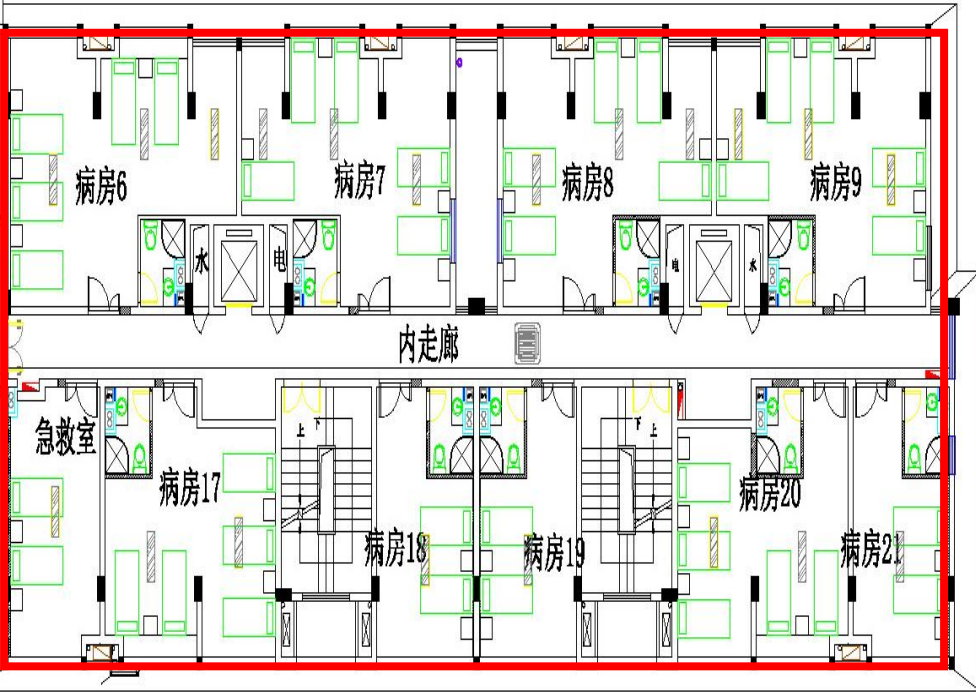 病房6
病房7
病房8
病房9
水
电
电
水
内走廊
急救室
上
下
下
上
病房17
病房20
病房18
病房19
病房21